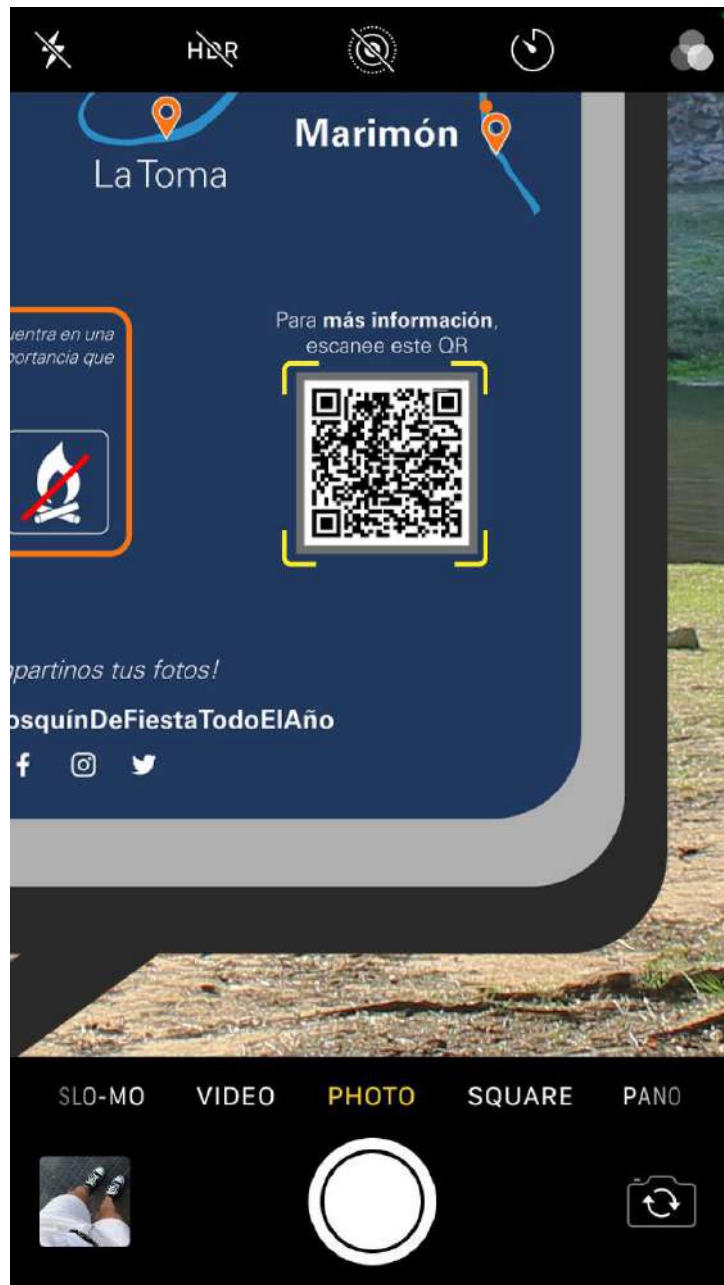 HDR
La Toma
Marimón
uentra en una
portancia que
Para más información,
escanee este QR
mpartinos tus fotos!
osquínDeFiestaTodoElAño
SLO-MO VIDEO PHOTO SQUARE PANO